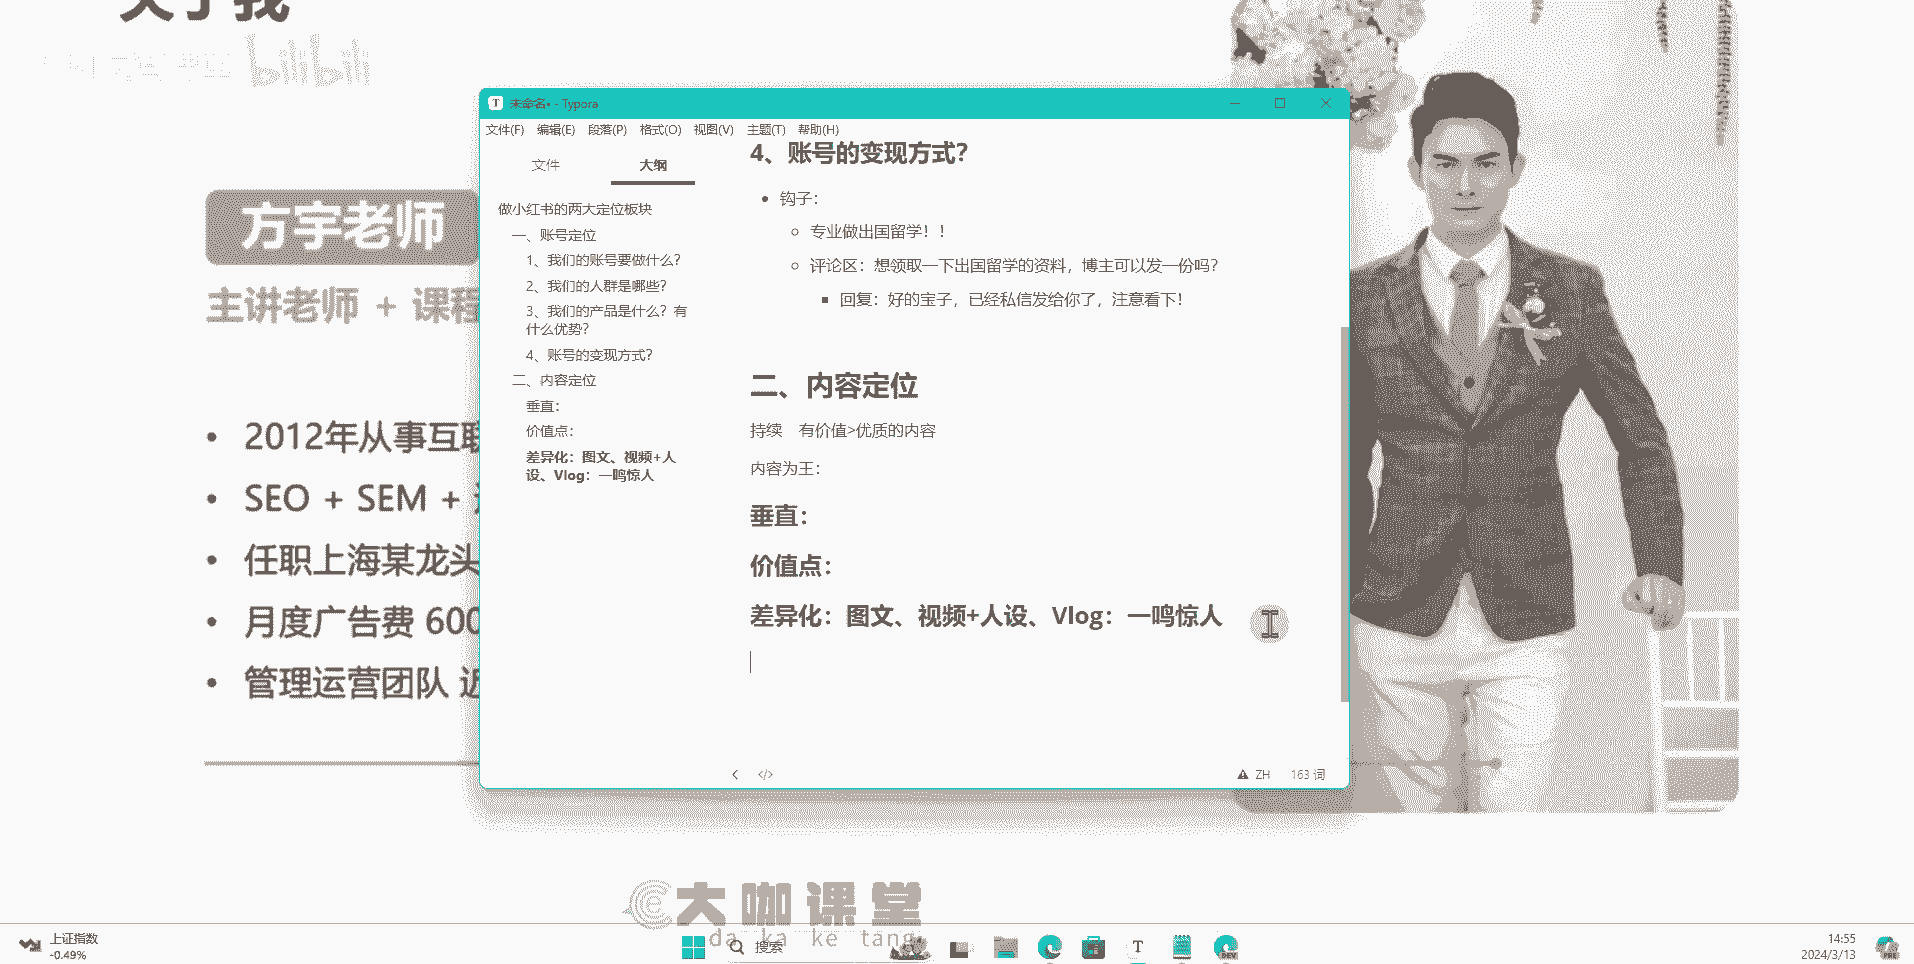 关于我
bilibili
方宇老师
主讲老师 + 课程
• 2012年从事互联
• SEO + SEM +
• 任职上海某龙头
• 月度广告费 600
• 管理运营团队 近
未命名• - Typora
文件(F) 编辑(E) 段落(P) 格式(O) 视图(V) 主题(T) 帮助(H)
文件 大纲
做小红书的两大定位板块
一、账号定位
1、我们的账号要做什么？
2、我们的人群是哪些？
3、我们的产品是什么？有
什么优势？
4、账号的变现方式？
二、内容定位
垂直：
价值点：
差异化：图文、视频+人
设、Vlog：一鸣惊人
4、账号的变现方式？
• 钩子：
◦ 专业做出国留学！！
◦ 评论区：想领取一下出国留学的资料，博主可以发一份吗？
▪ 回复：好的宝子，已经私信发给你了，注意看下！
二、内容定位
持续 有价值>优质的内容
内容为王：
垂直：
价值点：
差异化：图文、视频+人设、Vlog：一鸣惊人
ZH 163 词
大咖课堂
da ka ke tang
上证指数
-0.49%
搜索
14:55
2024/3/13